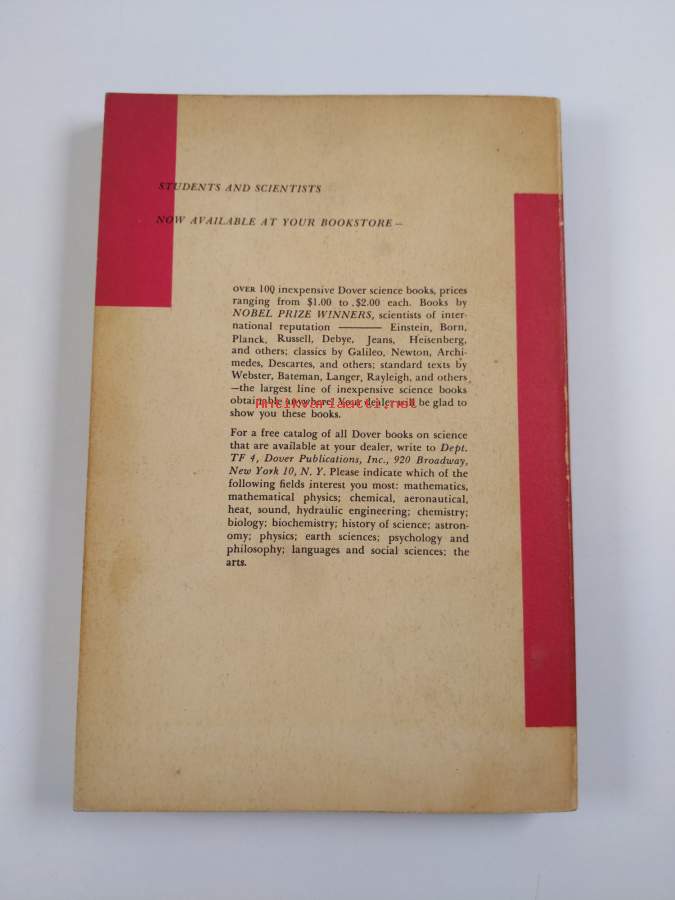 STUDENTS AND SCIENTISTS
NOW AVAILABLE AT YOUR BOOKSTORE —
OVER 100 inexpensive Dover science books, prices
ranging from $1.00 to $2.00 each. Books by
NOBEL PRIZE WINNERS, scientists of inter-
national reputation ——— Einstein, Born,
Planck, Russell, Debye, Jeans, Heisenberg,
and others; classics by Galileo, Newton, Archi-
medes, Descartes, and others; standard texts by
Webster, Bateman, Langer, Rayleigh, and others
—the largest line of inexpensive science books
obtainable anywhere! Your dealer will be glad to
Antikvariaatti.net
show you these books.
For a free catalog of all Dover books on science
that are available at your dealer, write to Dept.
TF 4, Dover Publications, Inc., 920 Broadway,
New York 10, N. Y. Please indicate which of the
following fields interest you most: mathematics,
mathematical physics; chemical, aeronautical,
heat, sound, hydraulic engineering; chemistry;
biology; biochemistry; history of science; astron-
omy; physics; earth sciences; psychology and
philosophy; languages and social sciences; the
arts.